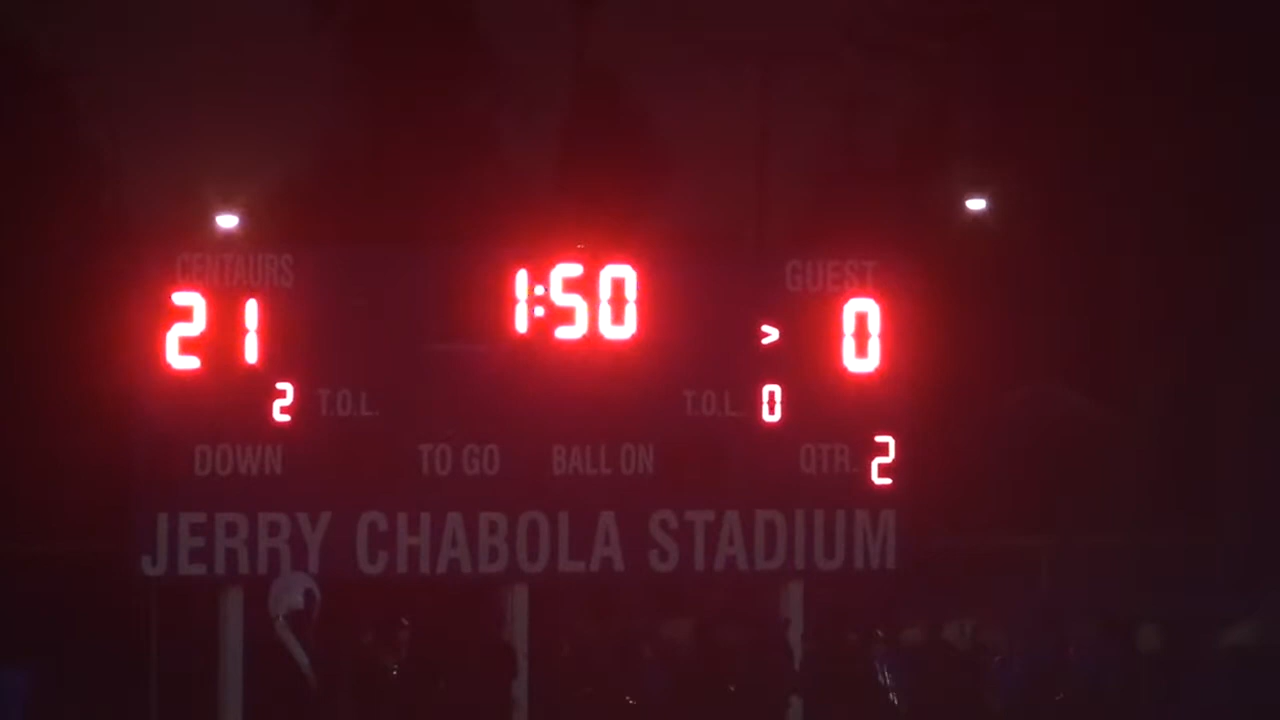 CENTAURS 1:50 GUEST
21 > 0
2 T.O.L. T.O.L. 0
DOWN TO GO BALL ON QTR. 2
JERRY CHABOLA STADIUM